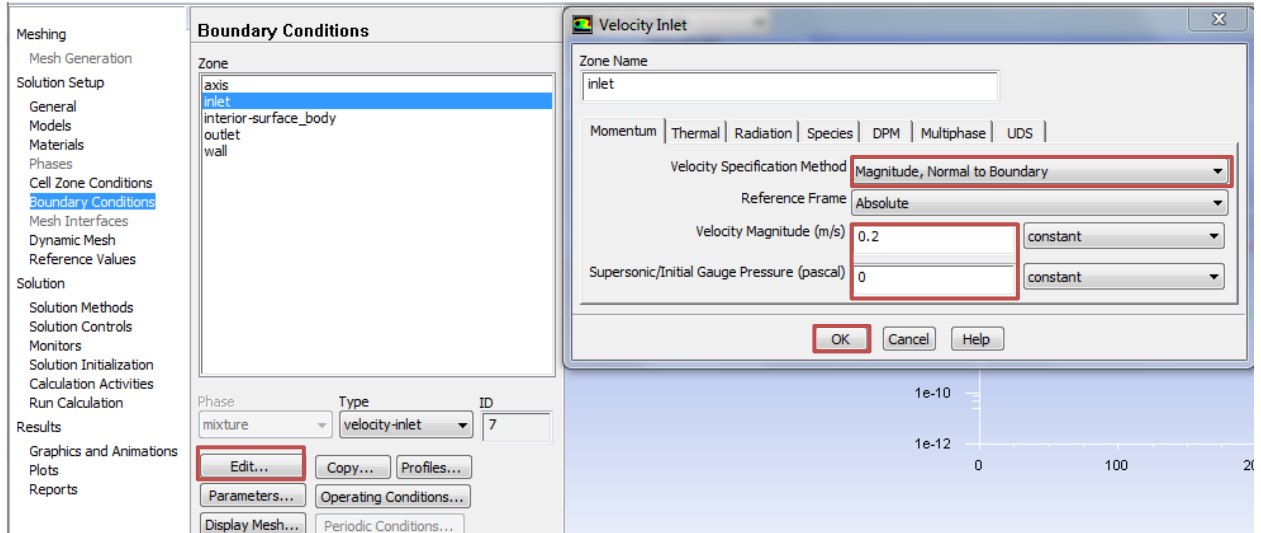 Meshing
Mesh Generation
Solution Setup
General
Models
Materials
Phases
Cell Zone Conditions
Boundary Conditions
Mesh Interfaces
Dynamic Mesh
Reference Values
Solution
Solution Methods
Solution Controls
Monitors
Solution Initialization
Calculation Activities
Run Calculation
Results
Graphics and Animations
Plots
Reports
Boundary Conditions
Zone
axis
inlet
interior-surface_body
outlet
wall
Phase Type ID
mixture velocity-inlet 7
Edit... Copy... Profiles...
Parameters... Operating Conditions...
Display Mesh... Periodic Conditions...
Velocity Inlet
Zone Name
inlet
Momentum Thermal Radiation Species DPM Multiphase UDS
Velocity Specification Method Magnitude, Normal to Boundary
Reference Frame Absolute
Velocity Magnitude (m/s) 0.2 constant
Supersonic/Initial Gauge Pressure (pascal) 0 constant
OK Cancel Help
1e-10
1e-12
0 100